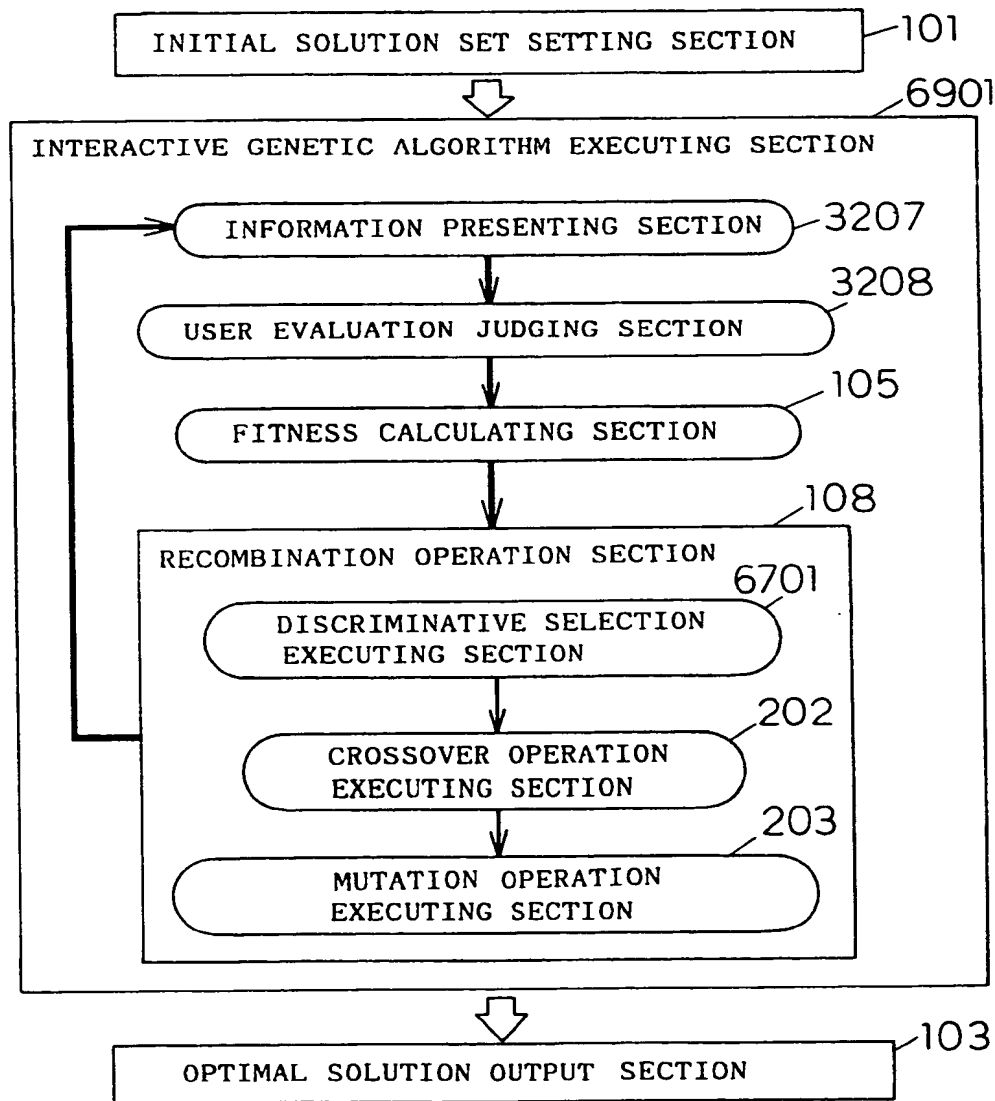 INITIAL SOLUTION SET SETTING SECTION
101
6901
INTERACTIVE GENETIC ALGORITHM EXECUTING SECTION
INFORMATION PRESENTING SECTION
3207
3208
USER EVALUATION JUDGING SECTION
105
FITNESS CALCULATING SECTION
108
RECOMBINATION OPERATION SECTION
6701
DISCRIMINATIVE SELECTION
EXECUTING SECTION
202
CROSSOVER OPERATION
EXECUTING SECTION
203
MUTATION OPERATION
EXECUTING SECTION
103
OPTIMAL SOLUTION OUTPUT SECTION